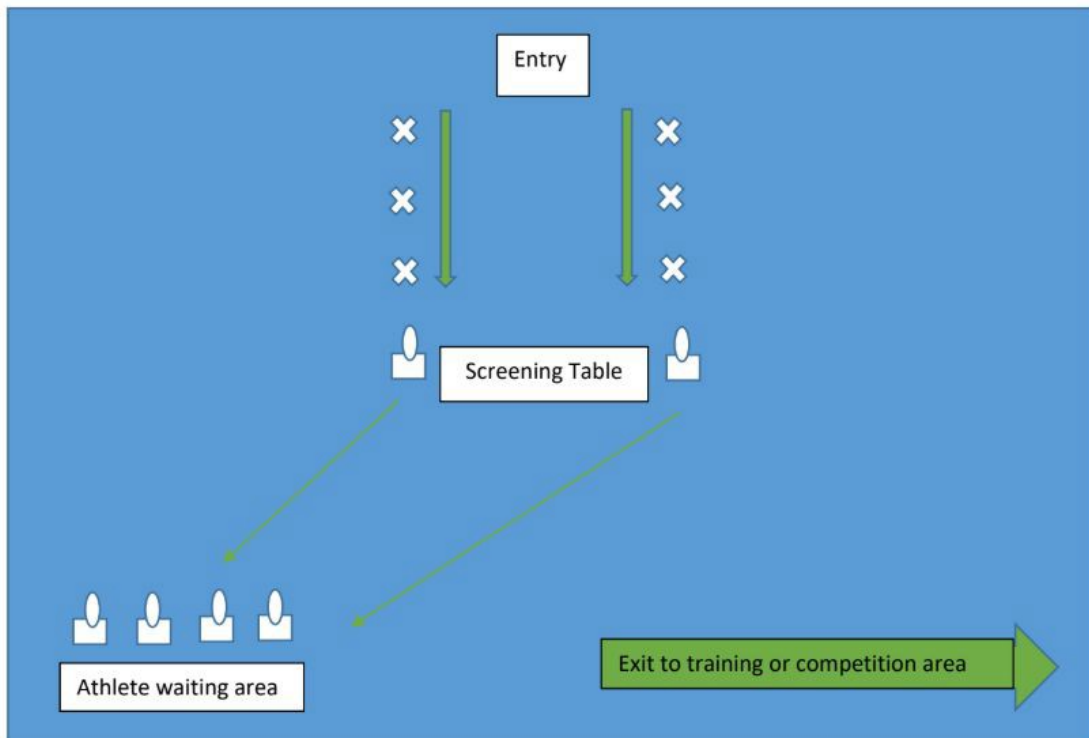 Entry
Screening Table
Athlete waiting area
Exit to training or competition area